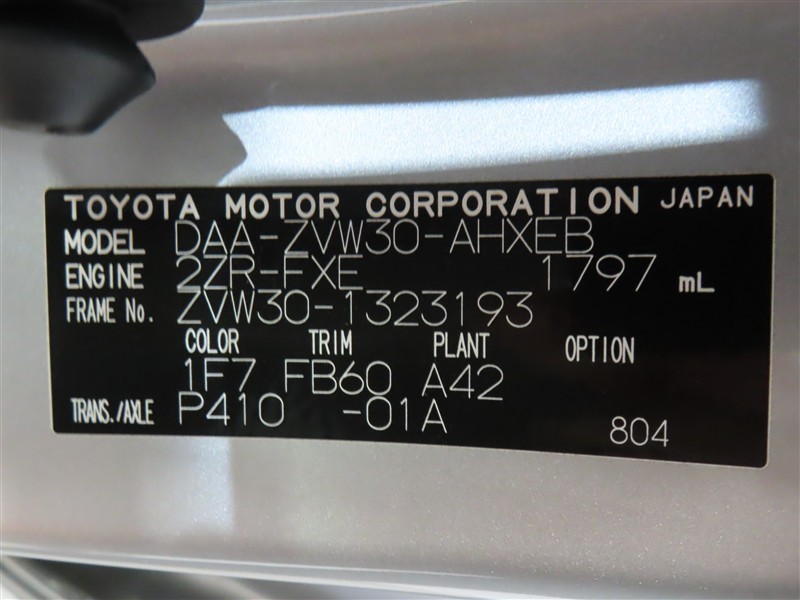 TOYOTA MOTOR CORPORATION JAPAN
MODEL DAA-ZVW30-AHXEB
ENGINE 2ZR-FXE 1797 mL
FRAME No. ZVW30-1323193
COLOR TRIM PLANT OPTION
1F7 FB60 A42
TRANS./AXLE P410 -01A 804